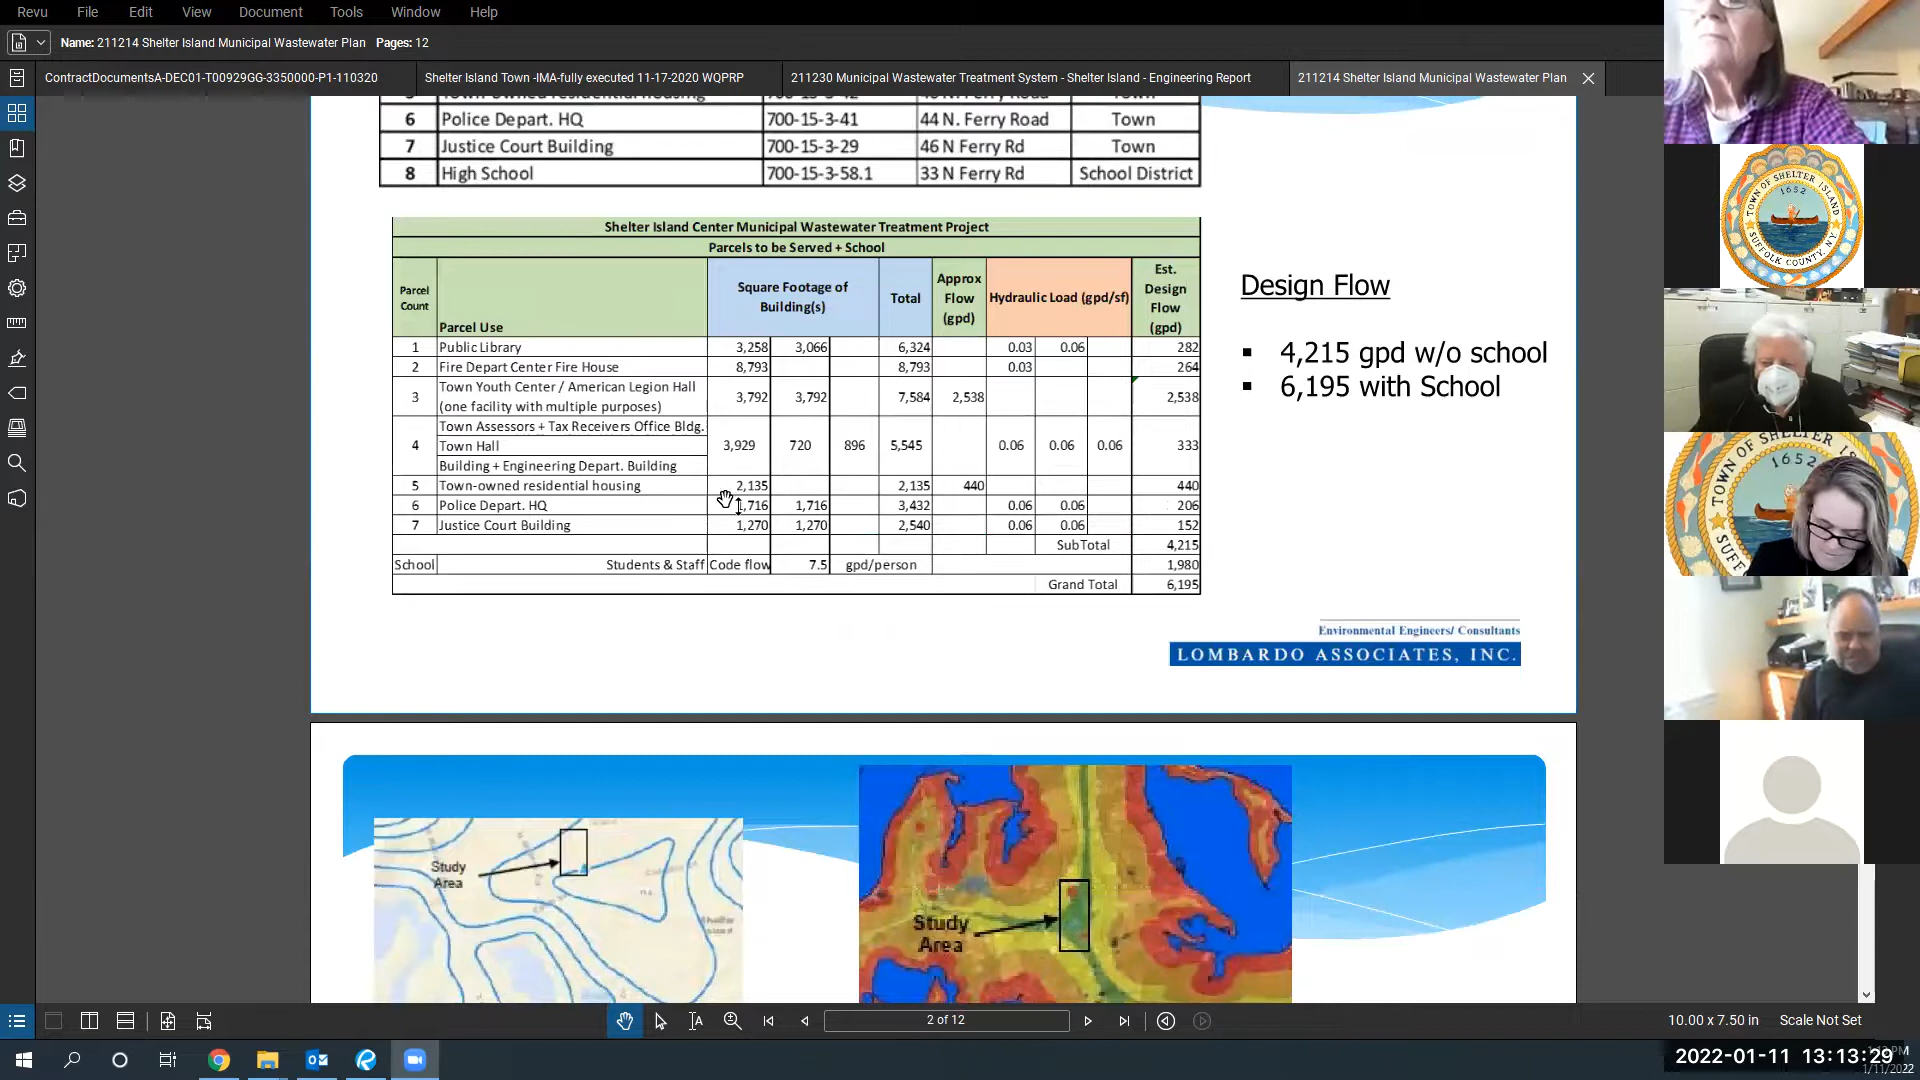 Revu File Edit View Document Tools Window Help
Name: 211214 Shelter Island Municipal Wastewater Plan Pages: 12
ContractDocumentsA-DEC01-T00929GG-3350000-P1-110320 Shelter Island Town -IMA-fully executed 11-17-2020 WQPRP 211230 Municipal Wastewater Treatment System - Shelter Island - Engineering Report 211214 Shelter Island Municipal Wastewater Plan
6 Police Depart. HQ 700-15-3-41 44 N. Ferry Road Town
7 Justice Court Building 700-15-3-29 46 N Ferry Rd Town
8 High School 700-15-3-58.1 33 N Ferry Rd School District
Shelter Island Center Municipal Wastewater Treatment Project
Parcels to be Served + School
Parcel Count Parcel Use Square Footage of Building(s) Total Approx Flow (gpd) Hydraulic Load (gpd/sf) Est. Design Flow (gpd)
1 Public Library 3,258 3,066 6,324 0.03 0.06 282
2 Fire Depart Center Fire House 8,793 8,793 0.03 264
3 Town Youth Center / American Legion Hall (one facility with multiple purposes) 3,792 3,792 7,584 2,538 2,538
Town Assessors + Tax Receivers Office Bldg.
4 Town Hall 3,929 720 896 5,545 0.06 0.06 0.06 333
Building + Engineering Depart. Building
5 Town-owned residential housing 2,135 2,135 440 440
6 Police Depart. HQ 1,716 1,716 3,432 0.06 0.06 206
7 Justice Court Building 1,270 1,270 2,540 0.06 0.06 152
SubTotal 4,215
School Students & Staff Code flow 7.5 gpd/person 1,980
Grand Total 6,195
Design Flow
4,215 gpd w/o school
6,195 with School
Environmental Engineers/ Consultants
LOMBARDO ASSOCIATES, INC.
Study
Area
Study
Area
TOWN OF SHELTER ISLAND
1652
SUFFOLK COUNTY, N.Y.
2 of 12
10.00 x 7.50 in Scale Not Set
2022-01-11 13:13:29
1/11/2022